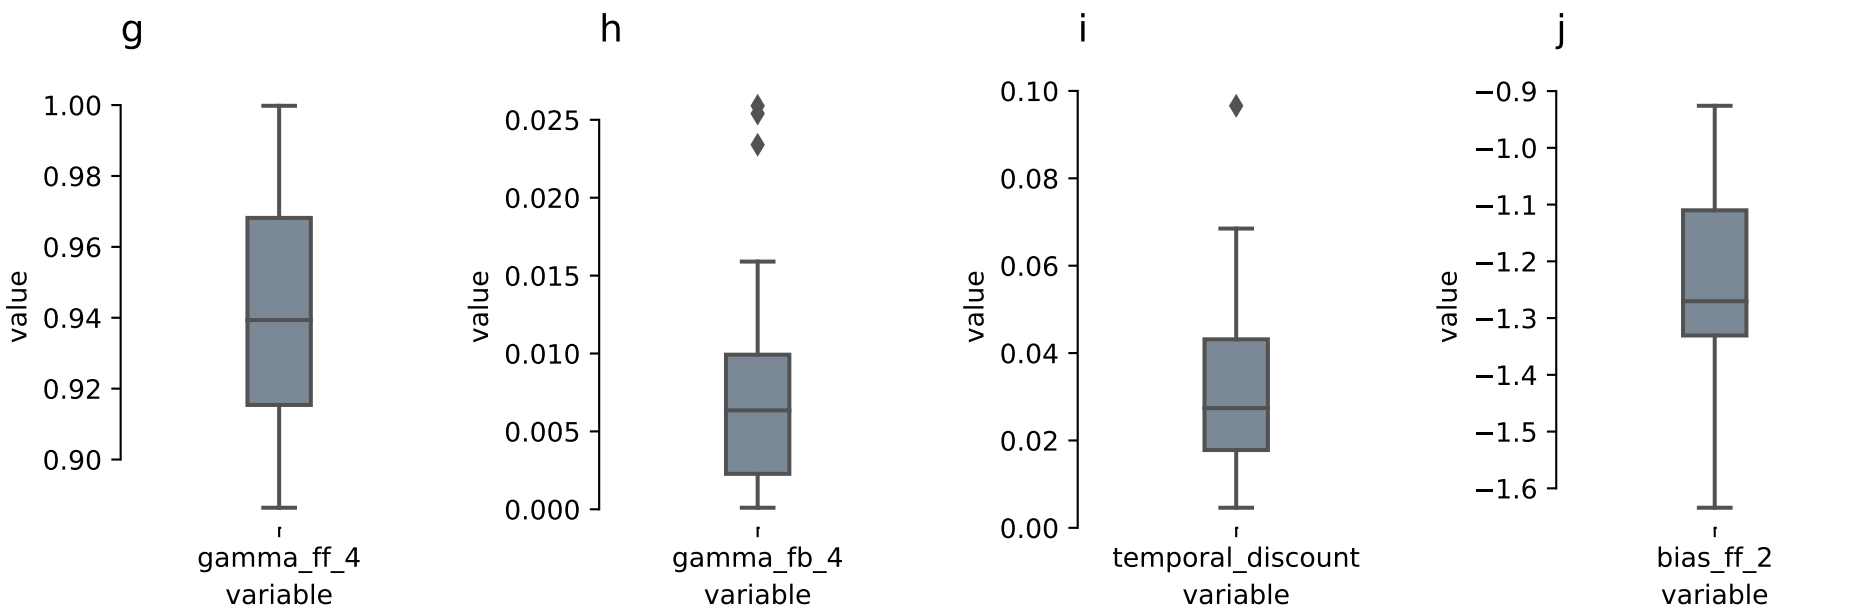 g
1.00
0.98
0.96
0.94
0.92
0.90
value
gamma_ff_4
variable
h
0.025
0.020
0.015
0.010
0.005
0.000
value
gamma_fb_4
variable
i
0.10
0.08
0.06
0.04
0.02
0.00
value
temporal_discount
variable
j
−0.9
−1.0
−1.1
−1.2
−1.3
−1.4
−1.5
−1.6
value
bias_ff_2
variable